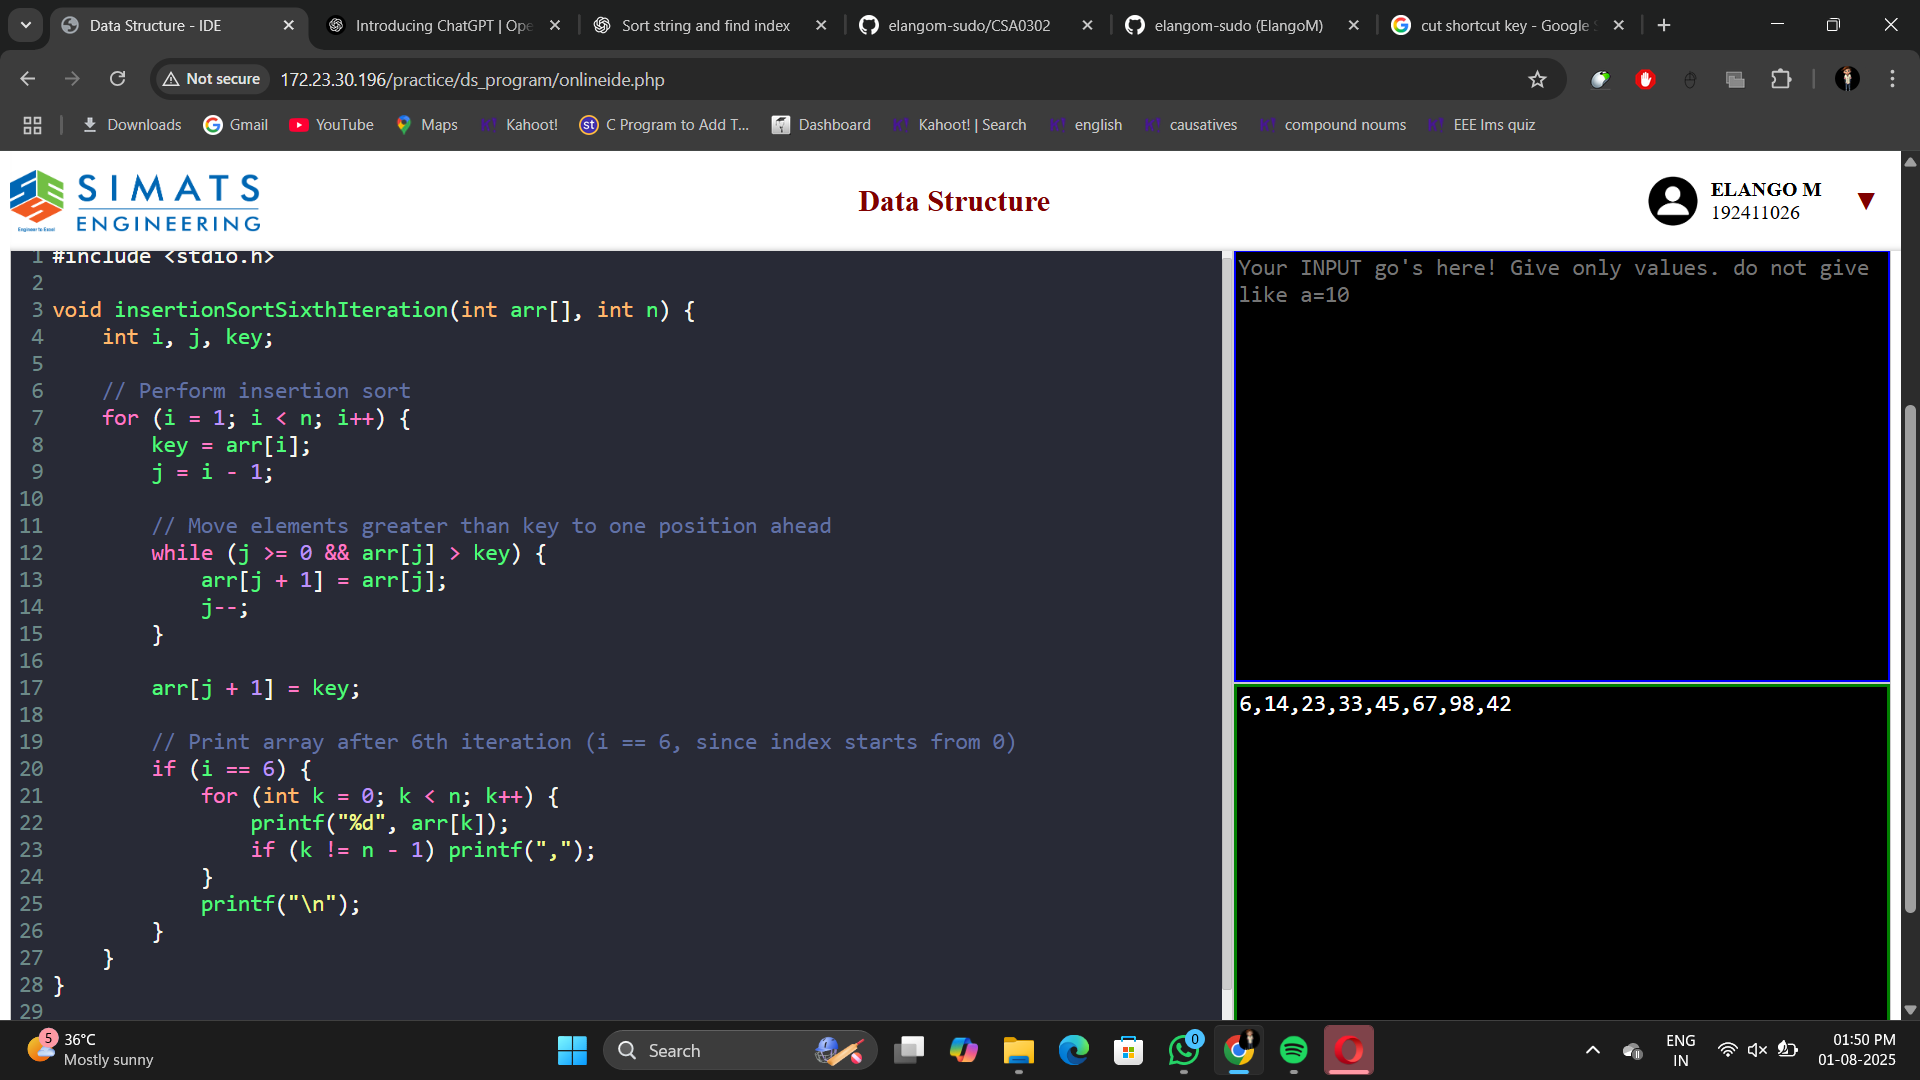 Data Structure - IDE
Introducing ChatGPT | Ope
Sort string and find index
elangom-sudo/CSA0302
elangom-sudo (ElangoM)
cut shortcut key - Google S
Not secure
172.23.30.196/practice/ds_program/onlineide.php
Downloads
Gmail
YouTube
Maps
Kahoot!
C Program to Add T...
Dashboard
Kahoot! | Search
english
causatives
compound noums
EEE lms quiz
SIMATS
ENGINEERING
Engineer to Excel
Data Structure
ELANGO M
192411026
1 #include <stdio.h>
2
3 void insertionSortSixthIteration(int arr[], int n) {
4     int i, j, key;
5
6     // Perform insertion sort
7     for (i = 1; i < n; i++) {
8         key = arr[i];
9         j = i - 1;
10
11         // Move elements greater than key to one position ahead
12         while (j >= 0 && arr[j] > key) {
13             arr[j + 1] = arr[j];
14             j--;
15         }
16
17         arr[j + 1] = key;
18
19         // Print array after 6th iteration (i == 6, since index starts from 0)
20         if (i == 6) {
21             for (int k = 0; k < n; k++) {
22                 printf("%d", arr[k]);
23                 if (k != n - 1) printf(",");
24             }
25             printf("\n");
26         }
27     }
28 }
29
Your INPUT go's here! Give only values. do not give
like a=10
6,14,23,33,45,67,98,42
5
36°C
Mostly sunny
Search
0
ENG
IN
01:50 PM
01-08-2025